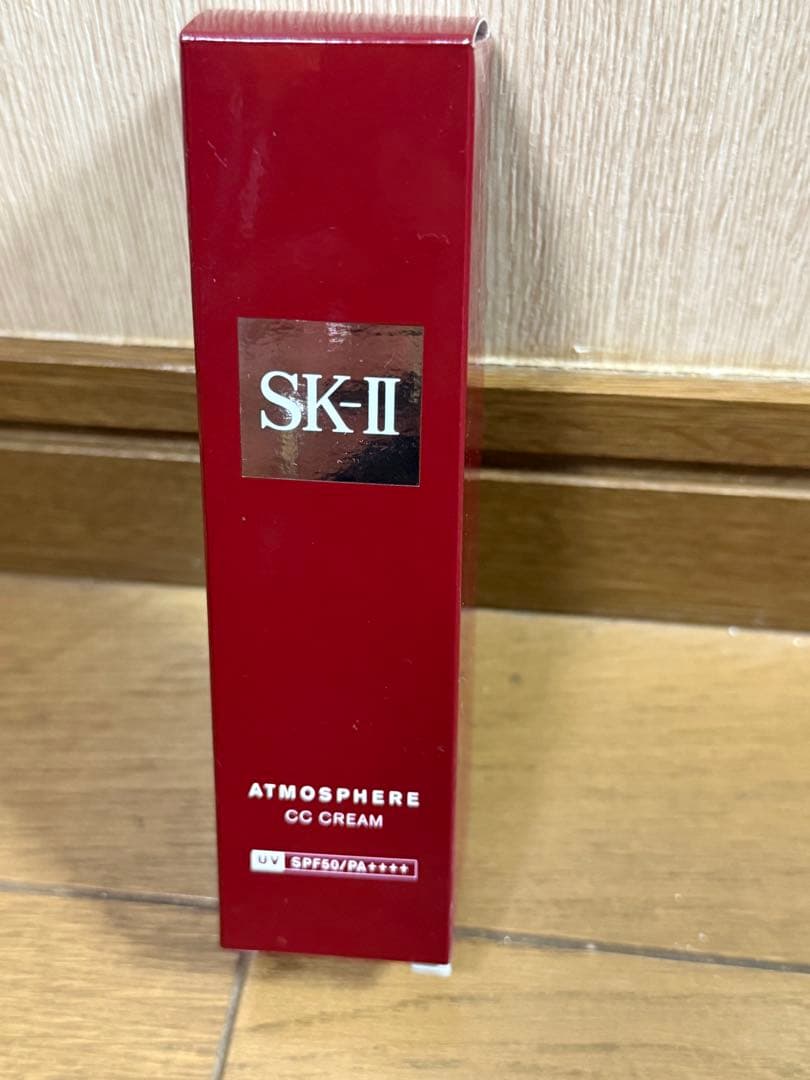 SK-II
ATMOSPHERE
CC CREAM
UV SPF50/PA++++